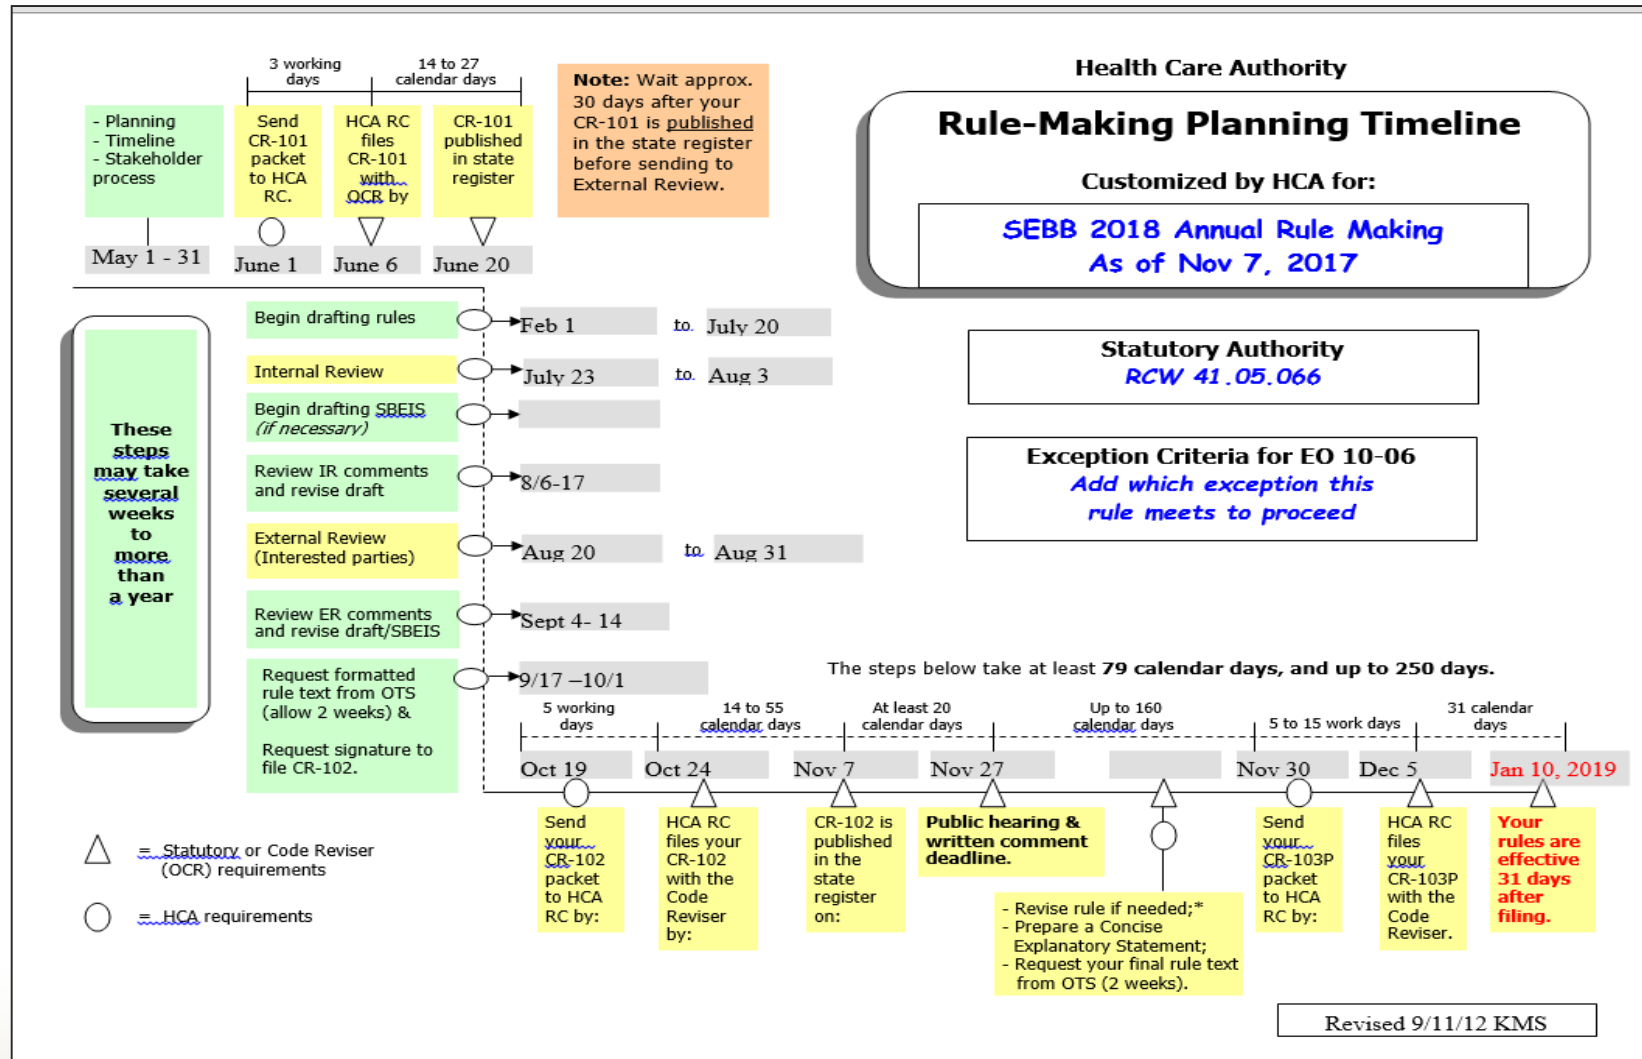 3 working
days
14 to 27
calendar days
- Planning
- Timeline
- Stakeholder
process
Send
CR-101
packet
to HCA
RC.
HCA RC
files
CR-101
with
OCR by
CR-101
published
in state
register
Note: Wait approx.
30 days after your
CR-101 is published
in the state register
before sending to
External Review.
May 1 - 31
June 1
June 6
June 20
Health Care Authority
Rule-Making Planning Timeline
Customized by HCA for:
SEBB 2018 Annual Rule Making
As of Nov 7, 2017
Statutory Authority
RCW 41.05.066
Exception Criteria for EO 10-06
Add which exception this
rule meets to proceed
These
steps
may take
several
weeks
to
more
than
a year
Begin drafting rules
Feb 1 to July 20
Internal Review
July 23 to Aug 3
Begin drafting SBEIS
(if necessary)
Review IR comments
and revise draft
8/6-17
External Review
(Interested parties)
Aug 20 to Aug 31
Review ER comments
and revise draft/SBEIS
Sept 4- 14
Request formatted
rule text from OTS
(allow 2 weeks) &
Request signature to
file CR-102.
9/17 –10/1
The steps below take at least 79 calendar days, and up to 250 days.
5 working
days
14 to 55
calendar days
At least 20
calendar days
Up to 160
calendar days
5 to 15 work days
31 calendar
days
Oct 19
Oct 24
Nov 7
Nov 27
Nov 30
Dec 5
Jan 10, 2019
Send
your
CR-102
packet
to HCA
RC by:
HCA RC
files your
CR-102
with the
Code
Reviser
by:
CR-102 is
published
in the
state
register
on:
Public hearing &
written comment
deadline.
- Revise rule if needed;*
- Prepare a Concise
Explanatory Statement;
- Request your final rule text
from OTS (2 weeks).
Send
your
CR-103P
packet
to HCA
RC by:
HCA RC
files
your
CR-103P
with the
Code
Reviser.
Your
rules are
effective
31 days
after
filing.
= Statutory or Code Reviser
(OCR) requirements
= HCA requirements
Revised 9/11/12 KMS